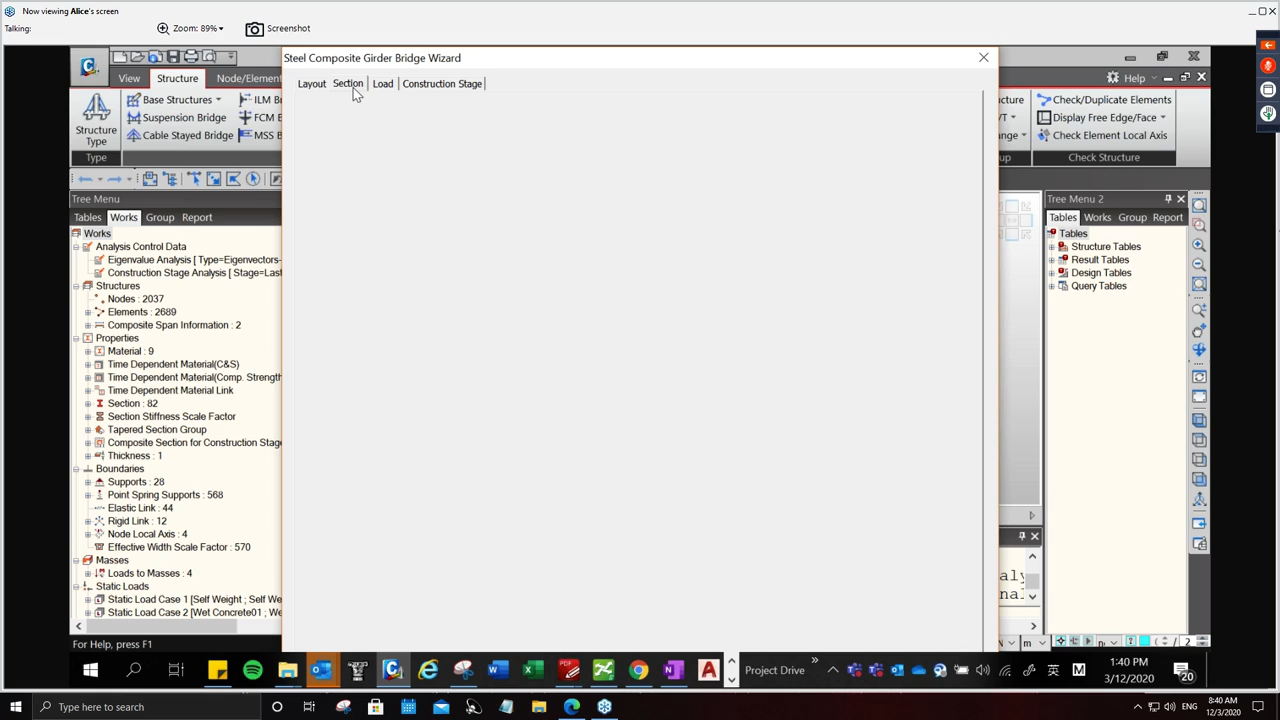 Now viewing Alice's screen
Talking:
Zoom: 89%
Screenshot
Steel Composite Girder Bridge Wizard
View
Structure
Node/Elemen
Help
Layout
Section
Load
Construction Stage
Structure Type
Base Structures
Suspension Bridge
Cable Stayed Bridge
ILM B
FCM B
MSS B
Type
Check/Duplicate Elements
Display Free Edge/Face
Check Element Local Axis
Check Structure
Tree Menu
Tables
Works
Group
Report
Works
Analysis Control Data
Eigenvalue Analysis [ Type=Eigenvectors-
Construction Stage Analysis [ Stage=Last
Structures
Nodes : 2037
Elements : 2689
Composite Span Information : 2
Properties
Material : 9
Time Dependent Material(C&S)
Time Dependent Material(Comp. Strength
Time Dependent Material Link
Section : 82
Section Stiffness Scale Factor
Tapered Section Group
Composite Section for Construction Stag
Thickness : 1
Boundaries
Supports : 28
Point Spring Supports : 568
Elastic Link : 44
Rigid Link : 12
Node Local Axis : 4
Effective Width Scale Factor : 570
Masses
Loads to Masses : 4
Static Loads
Static Load Case 1 [Self Weight ; Self We
Static Load Case 2 [Wet Concrete01 ; We
Tree Menu 2
Tables
Works
Group
Report
Tables
Structure Tables
Result Tables
Design Tables
Query Tables
For Help, press F1
Project Drive
1:40 PM
3/12/2020
20
Type here to search
ENG
8:40 AM
12/3/2020